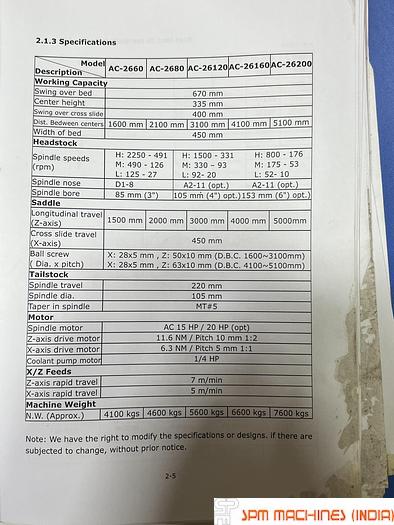 2.1.3 Specifications
Model AC-2660 AC-2680 AC-26120 AC-26160 AC-26200
Description
Working Capacity
Swing over bed 670 mm
Center height 335 mm
Swing over cross slide 400 mm
Dist. Bedween centers 1600 mm 2100 mm 3100 mm 4100 mm 5100 mm
Width of bed 450 mm
Headstock
Spindle speeds (rpm) H: 2250 - 491 H: 1500 - 331 H: 800 - 176
M: 490 - 126 M: 330 – 93 M: 175 - 53
L: 125 - 27 L: 92- 20 L: 52- 10
Spindle nose D1-8 A2-11 (opt.) A2-11 (opt.)
Spindle bore 85 mm (3") 105 mm (4") opt.) 153 mm (6") opt.)
Saddle
Longitudinal travel (Z-axis) 1500 mm 2000 mm 3000 mm 4000 mm 5000mm
Cross slide travel (X-axis) 450 mm
Ball screw X: 28x5 mm , Z: 50x10 mm (D.B.C. 1600~3100mm)
( Dia. x pitch) X: 28x5 mm , Z: 63x10 mm (D.B.C. 4100~5100mm)
Tailstock
Spindle travel 220 mm
Spindle dia. 105 mm
Taper in spindle MT#5
Motor
Spindle motor AC 15 HP / 20 HP (opt)
Z-axis drive motor 11.6 NM / Pitch 10 mm 1:2
X-axis drive motor 6.3 NM / Pitch 5 mm 1:1
Coolant pump motor 1/4 HP
X/Z Feeds
Z-axis rapid travel 7 m/min
X-axis rapid travel 5 m/min
Machine Weight
N.W. (Approx.) 4100 kgs 4600 kgs 5600 kgs 6600 kgs 7600 kgs
Note: We have the right to modify the specifications or designs. if there are
subjected to change, without prior notice.
2-5
SPM MACHINES (INDIA)